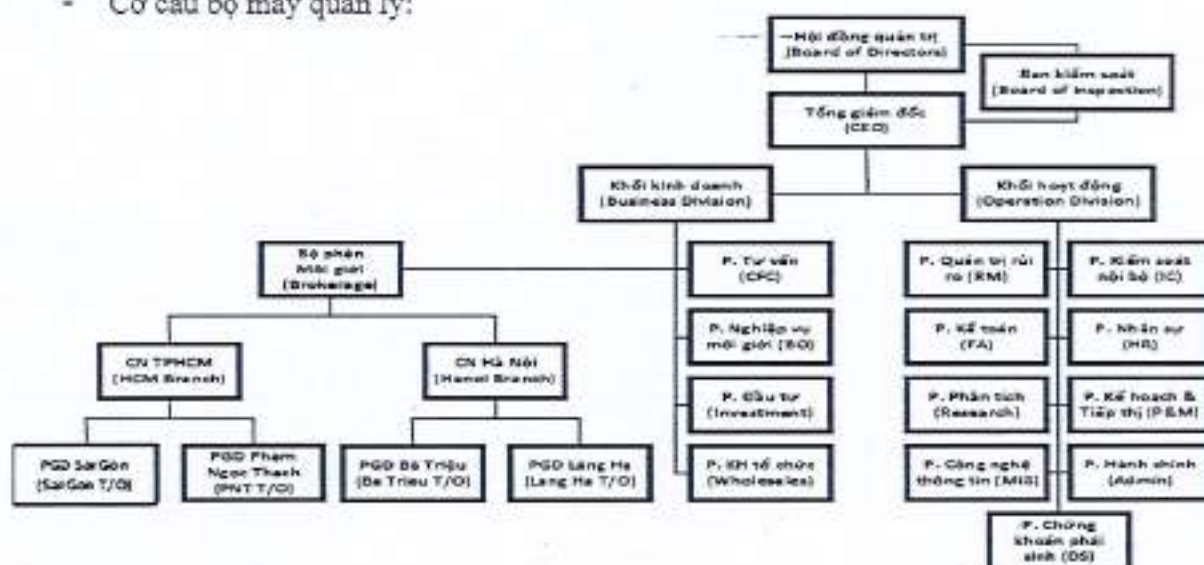 - Cơ cấu bộ máy quản lý:
Hội đồng quản trị
(Board of Directors)
Ban kiểm soát
(Board of Inspection)
Tổng giám đốc
(CEO)
Khối kinh doanh
(Business Division)
Khối hoạt động
(Operation Division)
Bộ phận
Môi giới
(Brokerage)
P. Tư vấn
(CFC)
P. Quản trị rủi
ro (RM)
P. Kiểm soát
nội bộ (IC)
CN TPHCM
(HCM Branch)
CN Hà Nội
(Hanoi Branch)
P. Nghiệp vụ
môi giới (BO)
P. Kế toán
(FA)
P. Nhân sự
(HR)
P. Đầu tư
(Investment)
P. Phân tích
(Research)
P. Kế hoạch &
Tiếp thị (P&M)
PGD SaiGòn
(SaiGon T/O)
PGD Phạm
Ngọc Thạch
(PNT T/O)
PGD Bà Triệu
(Ba Trieu T/O)
PGD Láng Hạ
(Lang Ha T/O)
P. KH tổ chức
(Wholesales)
P. Công nghệ
thông tin (MIS)
P. Hành chính
(Admin)
P. Chứng
khoán phái
sinh (DS)